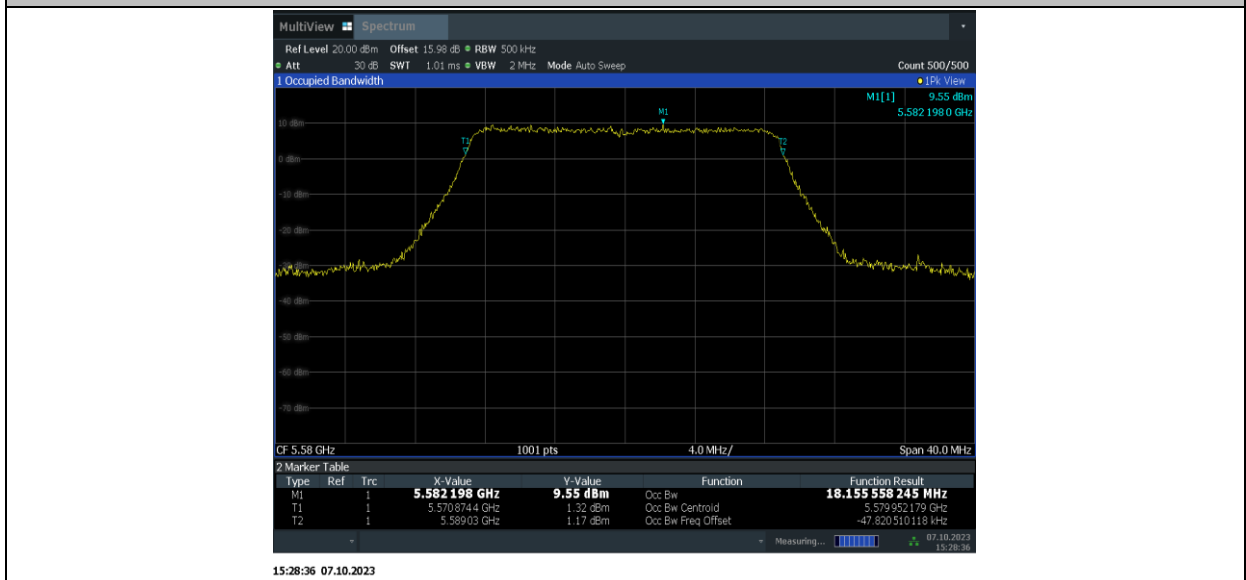 MultiView Spectrum
Ref Level 20.00 dBm Offset 15.98 dB RBW 500 kHz
Att 30 dB SWT 1.01 ms VBW 2 MHz Mode Auto Sweep Count 500/500
1 Occupied Bandwidth 1Pk View
M1[1] 9.55 dBm
5.582 198 0 GHz
M1
10 dBm
T1 T2
0 dBm
-10 dBm
-20 dBm
-30 dBm
-40 dBm
-50 dBm
-60 dBm
-70 dBm
CF 5.58 GHz 1001 pts 4.0 MHz/ Span 40.0 MHz
2 Marker Table
Type Ref Trc X-Value Y-Value Function Function Result
M1 1 5.582 198 GHz 9.55 dBm Occ Bw 18.155 558 245 MHz
T1 1 5.570 874 4 GHz 1.32 dBm Occ Bw Centroid 5.579 952 179 GHz
T2 1 5.589 03 GHz 1.17 dBm Occ Bw Freq Offset -47.820 510 118 kHz
Measuring... 07.10.2023
15:28:36
15:28:36 07.10.2023